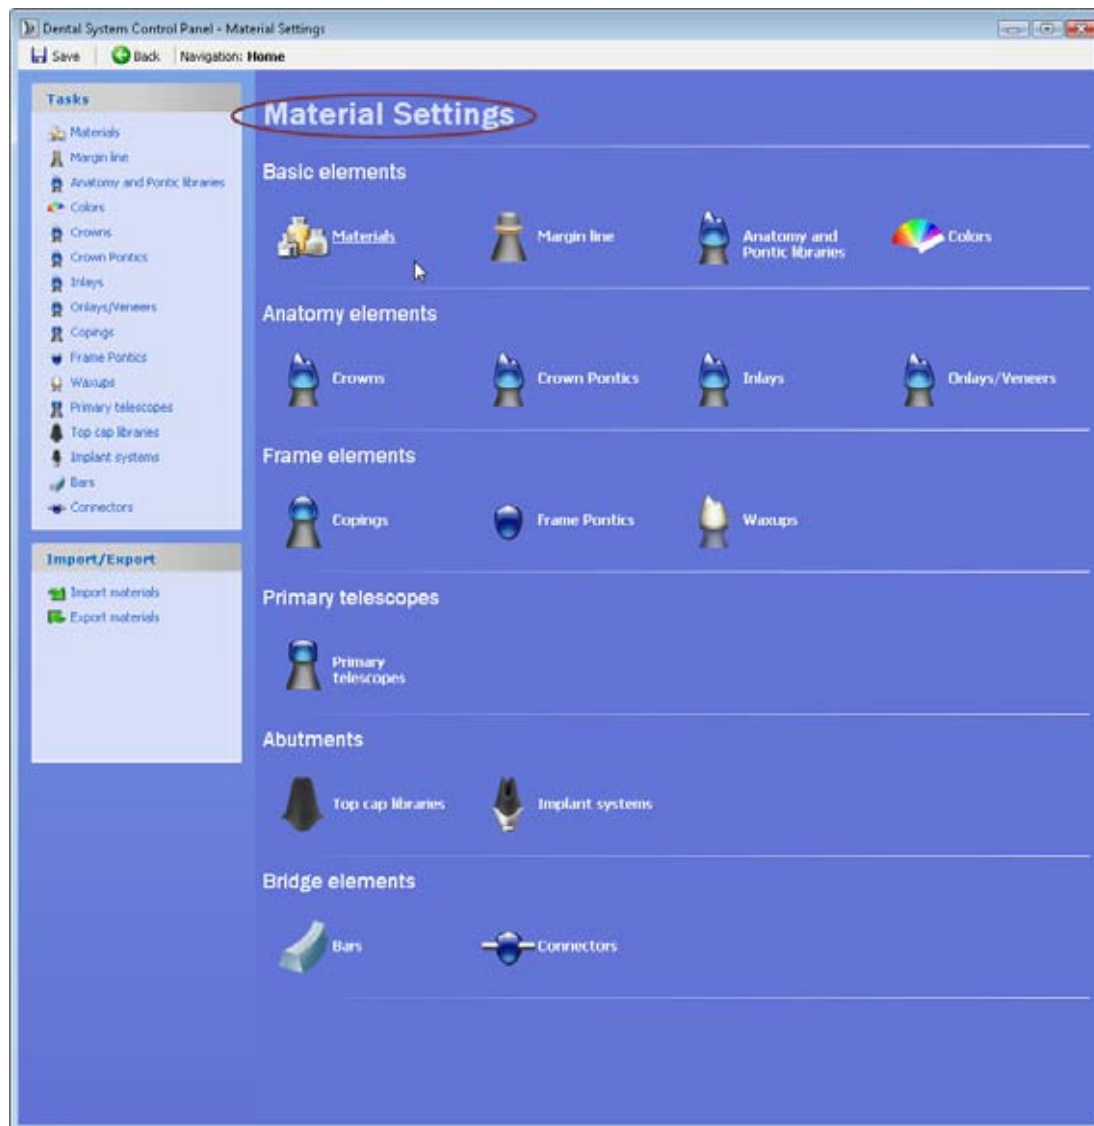 Dental System Control Panel - Material Settings
Save Back Navigation: Home
Tasks
Materials
Margin line
Anatomy and Pontic libraries
Colors
Crowns
Crown Pontics
Inlays
Onlays/Veneers
Copings
Frame Pontics
Waxups
Primary telescopes
Top cap libraries
Implant systems
Bars
Connectors
Import/Export
Import materials
Export materials
Material Settings
Basic elements
Materials
Margin line
Anatomy and
Pontic libraries
Colors
Anatomy elements
Crowns
Crown Pontics
Inlays
Onlays/Veneers
Frame elements
Copings
Frame Pontics
Waxups
Primary telescopes
Primary
telescopes
Abutments
Top cap libraries
Implant systems
Bridge elements
Bars
Connectors